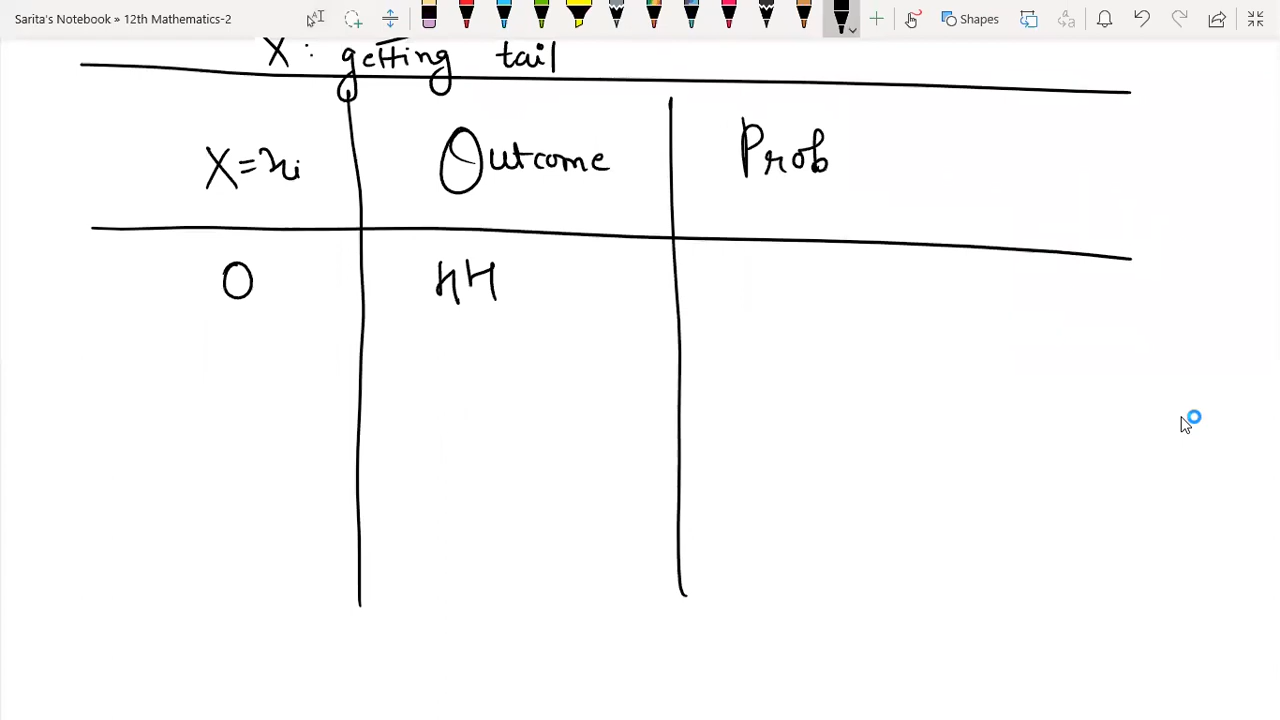 Sarita's Notebook » 12th Mathematics-2
Shapes
X : getting tail
X=xi Outcome Prob
0 HH